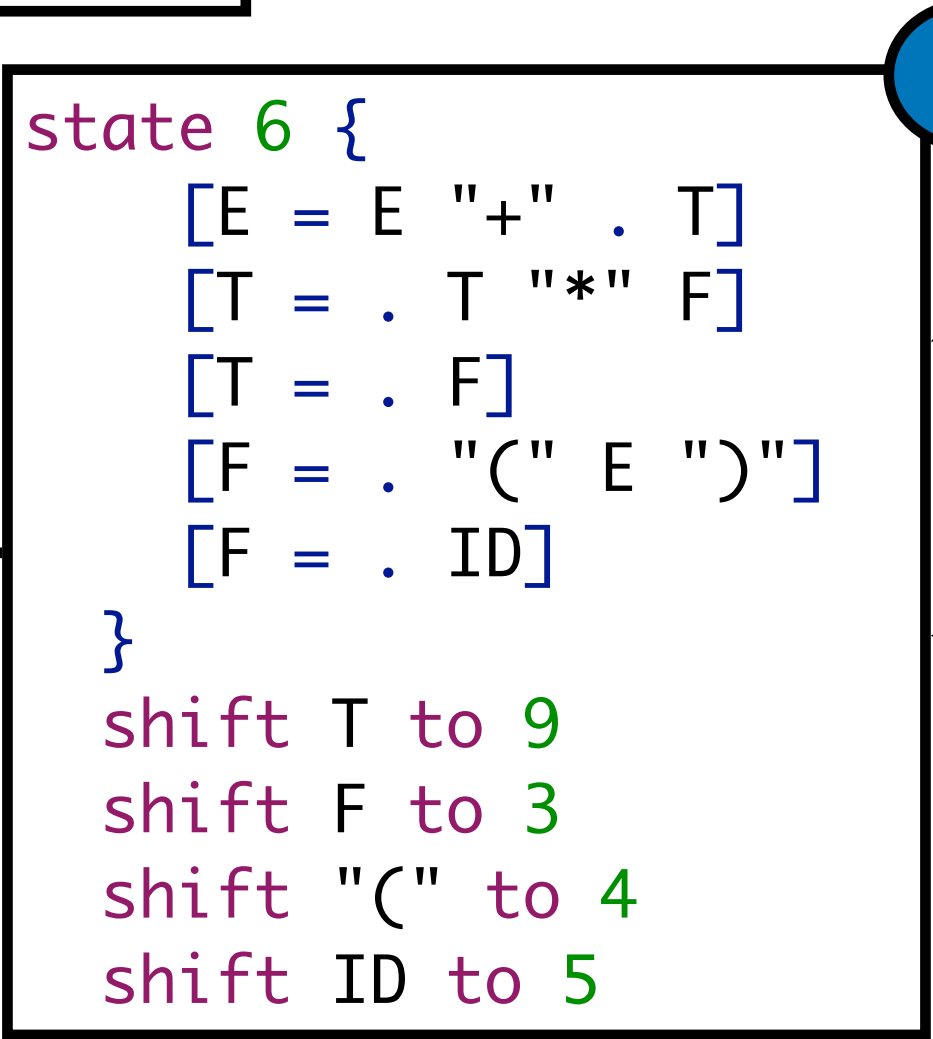 state 6 {
[E = E "+" . T]
[T = . T "*" F]
[T = . F]
[F = . "(" E ")"]
[F = . ID]
}
shift T to 9
shift F to 3
shift "(" to 4
shift ID to 5